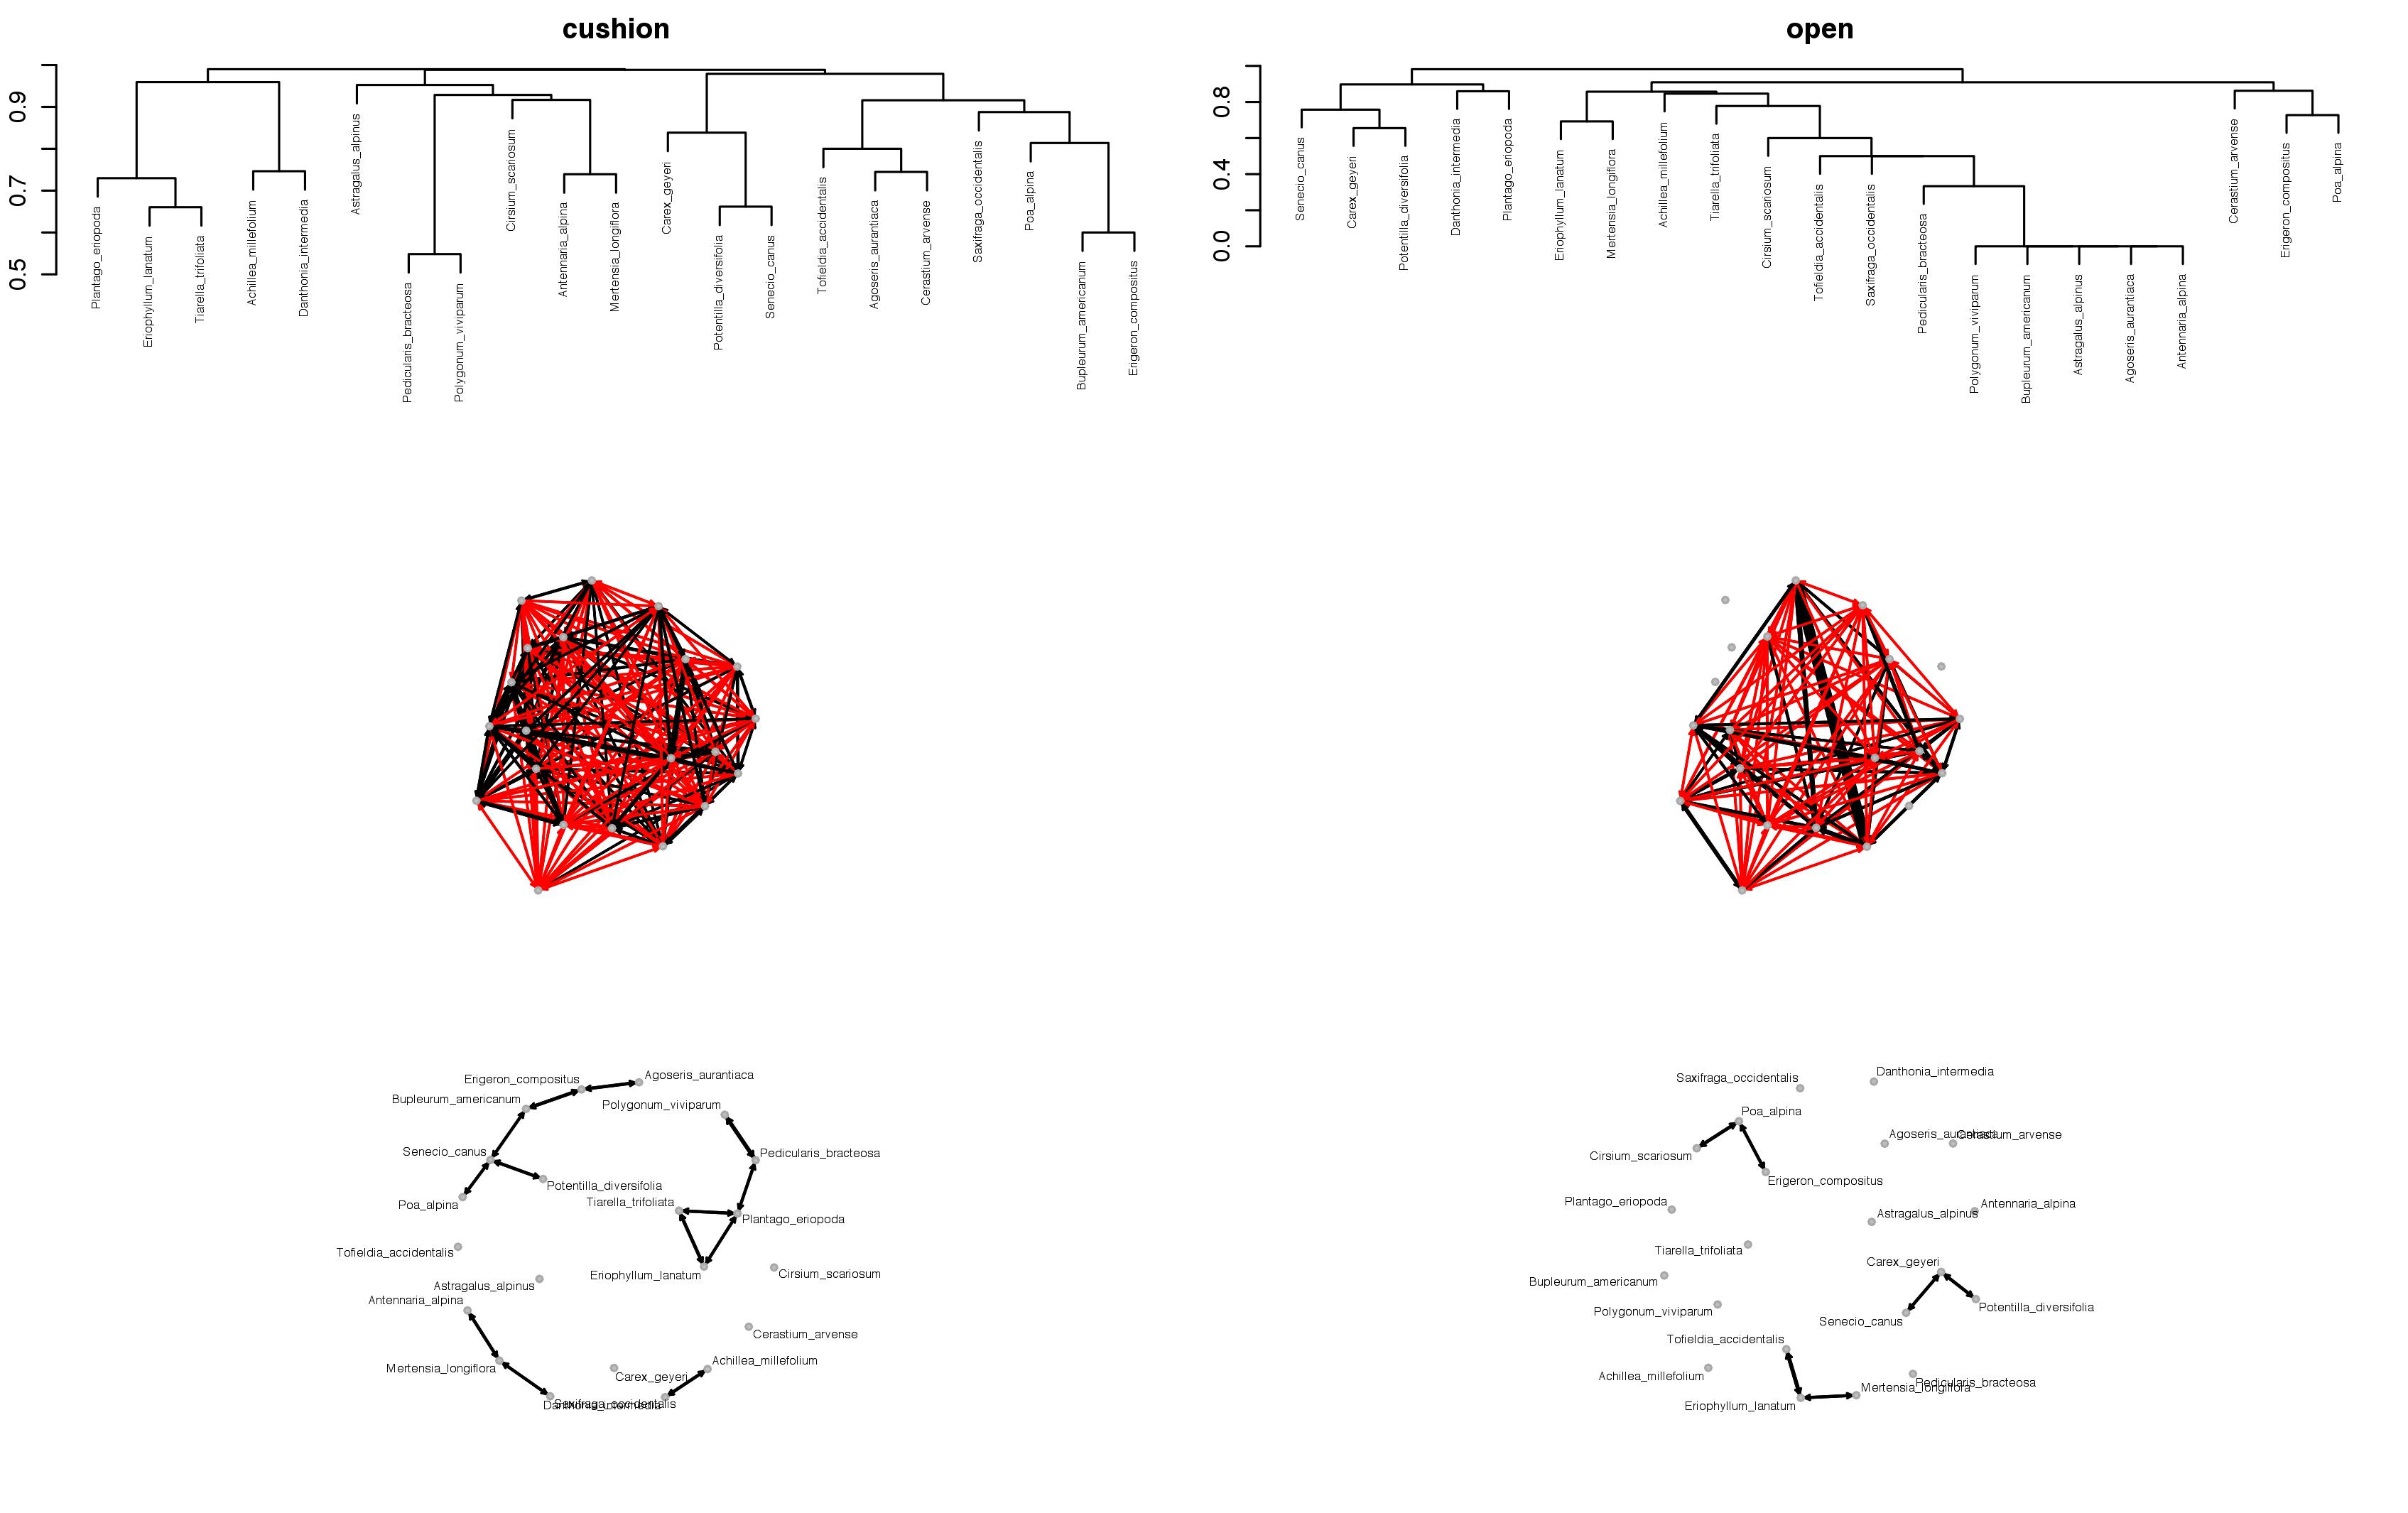 cushion
0.9
0.7
0.5
Plantago_eriopoda
Eriophyllum_lanatum
Tiarella_trifoliata
Achillea_millefolium
Danthonia_intermedia
Astragalus_alpinus
Pedicularis_bracteosa
Polygonum_viviparum
Cirsium_scariosum
Antennaria_alpina
Mertensia_longiflora
Carex_geyeri
Potentilla_diversifolia
Senecio_canus
Tofieldia_accidentalis
Agoseris_aurantiaca
Cerastium_arvense
Saxifraga_occidentalis
Poa_alpina
Bupleurum_americanum
Erigeron_compositus
open
0.8
0.4
0.0
Senecio_canus
Carex_geyeri
Potentilla_diversifolia
Danthonia_intermedia
Plantago_eriopoda
Eriophyllum_lanatum
Mertensia_longiflora
Achillea_millefolium
Tiarella_trifoliata
Cirsium_scariosum
Tofieldia_accidentalis
Saxifraga_occidentalis
Pedicularis_bracteosa
Polygonum_viviparum
Bupleurum_americanum
Astragalus_alpinus
Agoseris_aurantiaca
Antennaria_alpina
Cerastium_arvense
Erigeron_compositus
Poa_alpina
Erigeron_compositus
Agoseris_aurantiaca
Bupleurum_americanum
Polygonum_viviparum
Senecio_canus
Pedicularis_bracteosa
Potentilla_diversifolia
Poa_alpina
Tiarella_trifoliata
Plantago_eriopoda
Tofieldia_accidentalis
Eriophyllum_lanatum
Cirsium_scariosum
Astragalus_alpinus
Antennaria_alpina
Cerastium_arvense
Mertensia_longiflora
Achillea_millefolium
Carex_geyeri
Saxifraga_occidentalis
Danthonia_intermedia
Saxifraga_occidentalis
Danthonia_intermedia
Poa_alpina
Agoseris_aurantiaca
Cerastium_arvense
Cirsium_scariosum
Erigeron_compositus
Plantago_eriopoda
Antennaria_alpina
Astragalus_alpinus
Tiarella_trifoliata
Carex_geyeri
Bupleurum_americanum
Polygonum_viviparum
Potentilla_diversifolia
Senecio_canus
Tofieldia_accidentalis
Achillea_millefolium
Pedicularis_bracteosa
Mertensia_longiflora
Eriophyllum_lanatum